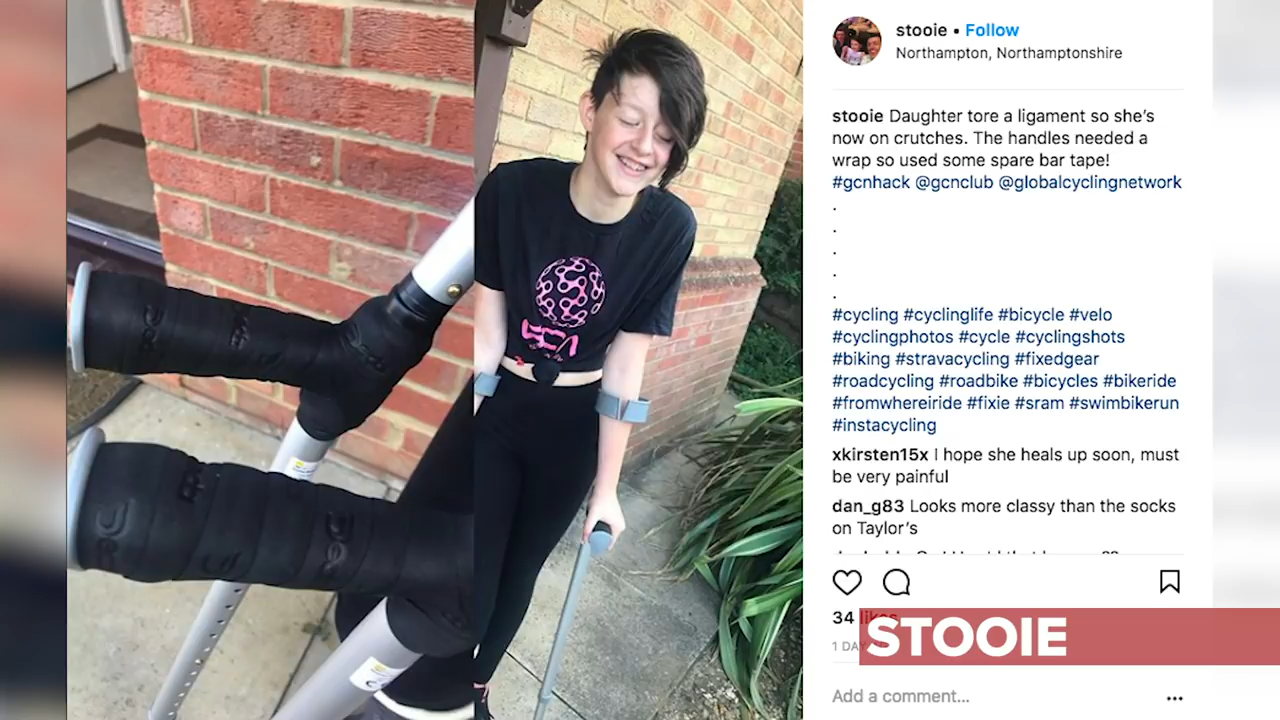 stooie • Follow
Northampton, Northamptonshire
stooie Daughter tore a ligament so she's
now on crutches. The handles needed a
wrap so used some spare bar tape!
#gcnhack @gcnclub @globalcyclingnetwork
.
.
.
.
.
#cycling #cyclinglife #bicycle #velo
#cyclingphotos #cycle #cyclingshots
#biking #stravacycling #fixedgear
#roadcycling #roadbike #bicycles #bikeride
#fromwhereiride #fixie #sram #swimbikerun
#instacycling
xkirsten15x I hope she heals up soon, must
be very painful
dan_g83 Looks more classy than the socks
on Taylor's
34 likes
STOOIE
1 DAY
Add a comment...